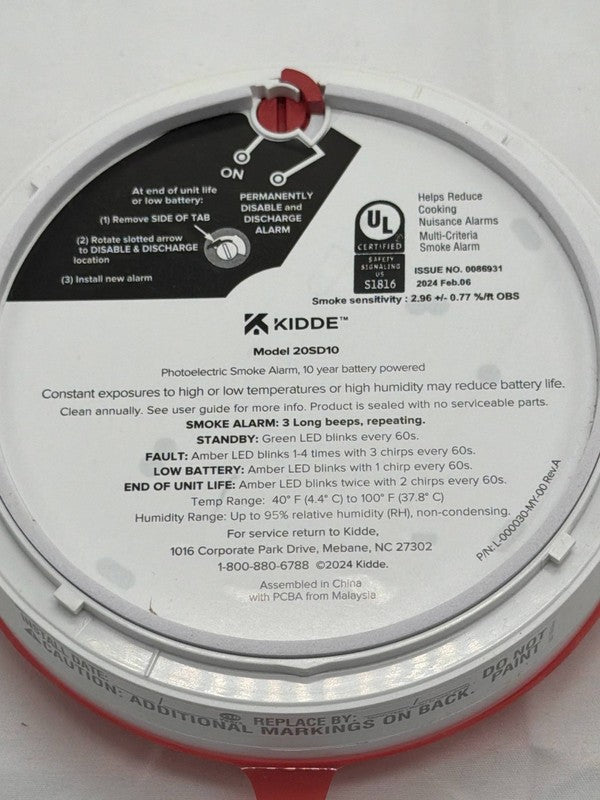 ON
PERMANENTLY
DISABLE and
DISCHARGE
ALARM
At end of unit life
or low battery:
(1) Remove SIDE OF TAB
(2) Rotate slotted arrow
to DISABLE & DISCHARGE
location
(3) Install new alarm
UL
CERTIFIED
SAFETY
SIGNALING
US
S1816
Helps Reduce
Cooking
Nuisance Alarms
Multi-Criteria
Smoke Alarm
ISSUE NO. 0086931
2024 Feb.06
Smoke sensitivity : 2.96 +/- 0.77 %/ft OBS
KIDDE™
Model 20SD10
Photoelectric Smoke Alarm, 10 year battery powered
Constant exposures to high or low temperatures or high humidity may reduce battery life.
Clean annually. See user guide for more info. Product is sealed with no serviceable parts.
SMOKE ALARM: 3 Long beeps, repeating.
STANDBY: Green LED blinks every 60s.
FAULT: Amber LED blinks 1-4 times with 3 chirps every 60s.
LOW BATTERY: Amber LED blinks with 1 chirp every 60s.
END OF UNIT LIFE: Amber LED blinks twice with 2 chirps every 60s.
Temp Range: 40° F (4.4° C) to 100° F (37.8° C)
Humidity Range: Up to 95% relative humidity (RH), non-condensing.
For service return to Kidde,
1016 Corporate Park Drive, Mebane, NC 27302
1-800-880-6788 ©2024 Kidde.
Assembled in China
with PCBA from Malaysia
P/N: L-000030-MY-00 Rev.A
INSTALL DATE:
REPLACE BY:
DO NOT
PAINT
CAUTION: ADDITIONAL MARKINGS ON BACK.